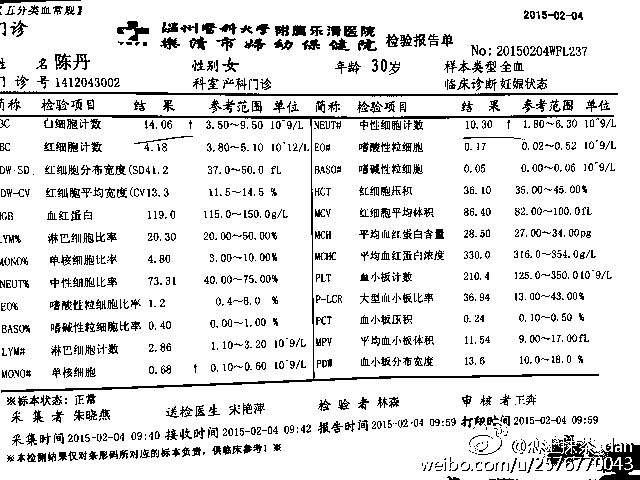 【五分类血常规】
2015-02-04
门诊
温州医科大学附属乐清医院
乐清市妇幼保健院 检验报告单
No: 20150204WFL237
姓 名 陈丹 性别 女 年龄 30岁 样本类型 全血
门诊号 1412043002 科室 产科门诊 临床诊断 妊娠状态
简称 检验项目 结果 参考范围 单位 简称 检验项目 结果 参考范围 单位
BC 白细胞计数 14.06 ↑ 3.50~9.50 10^9/L NEUT# 中性细胞计数 10.30 ↑ 1.80~6.30 10^9/L
BC 红细胞计数 4.18 3.80~5.10 10^12/L EO# 嗜酸性粒细胞 0.17 0.02~0.52 10^9/L
DW-SD 红细胞分布宽度(SD 41.2 37.0~50.0 fL BASO# 嗜碱性粒细胞 0.05 0.00~0.06 10^9/L
DW-CV 红细胞平均宽度(CV 13.3 11.5~14.5% HCT 红细胞压积 36.10 35.00~45.00%
HGB 血红蛋白 119.0 115.0~150.0 g/L MCV 红细胞平均体积 86.40 82.00~100.0 fL
LYM% 淋巴细胞比率 20.30 20.00~50.00% MCH 平均血红蛋白含量 28.50 27.00~34.00 pg
MONO% 单核细胞比率 4.80 3.00~10.00% MCHC 平均血红蛋白浓度 330.0 316.0~354.0 g/L
NEUT% 中性细胞比率 73.31 40.00~75.00% PLT 血小板计数 210.4 125.0~350.0 10^9/L
EO% 嗜酸性粒细胞比率 1.2 0.4~8.0 % P-LCR 大型血小板比率 36.94 13.00~43.00%
BASO% 嗜碱性粒细胞比率 0.40 0.00~1.00 % PCT 血小板压积 0.24 0.10~0.50 %
LYM# 淋巴细胞计数 2.86 1.10~3.20 10^9/L MPV 平均血小板体积 11.54 9.00~17.00 fL
MONO# 单核细胞 0.68 ↑ 0.10~0.60 10^9/L PDW 血小板分布宽度 13.6 10.0~18.0 %
※标本状态:正常
采集者 朱晓燕 送检医生 宋艳萍 检验者 林淼 审核者 王奔
采集时间 2015-02-04 09:40 接收时间 2015-02-04 09:42 报告时间 2015-02-04 09:59 打印时间 2015-02-04 09:59
※本检测结果仅对条形码所对应的标本负责,供临床参考!※
dan
weibo.com/u/2576770043